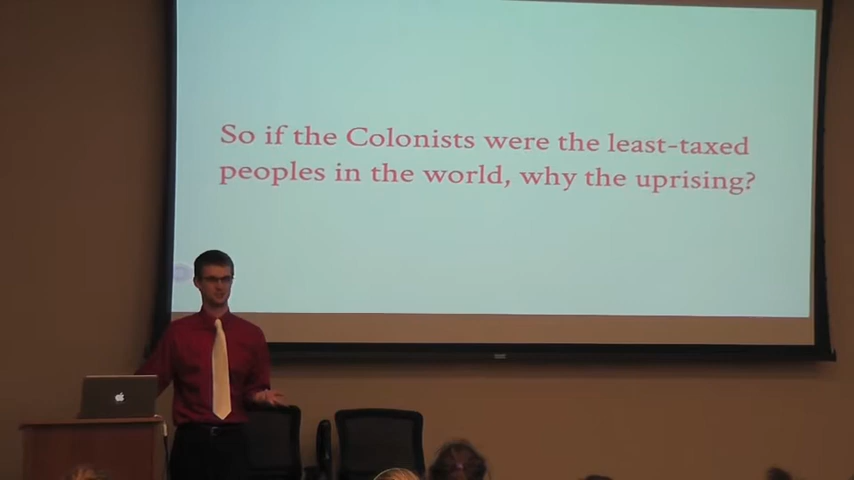 So if the Colonists were the least-taxed
peoples in the world, why the uprising?